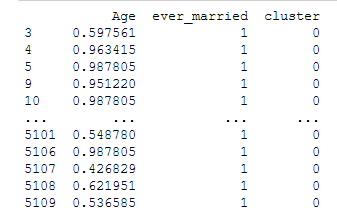 Age ever_married cluster
3 0.597561 1 0
4 0.963415 1 0
5 0.987805 1 0
9 0.951220 1 0
10 0.987805 1 0
... ... ... ...
5101 0.548780 1 0
5106 0.987805 1 0
5107 0.426829 1 0
5108 0.621951 1 0
5109 0.536585 1 0